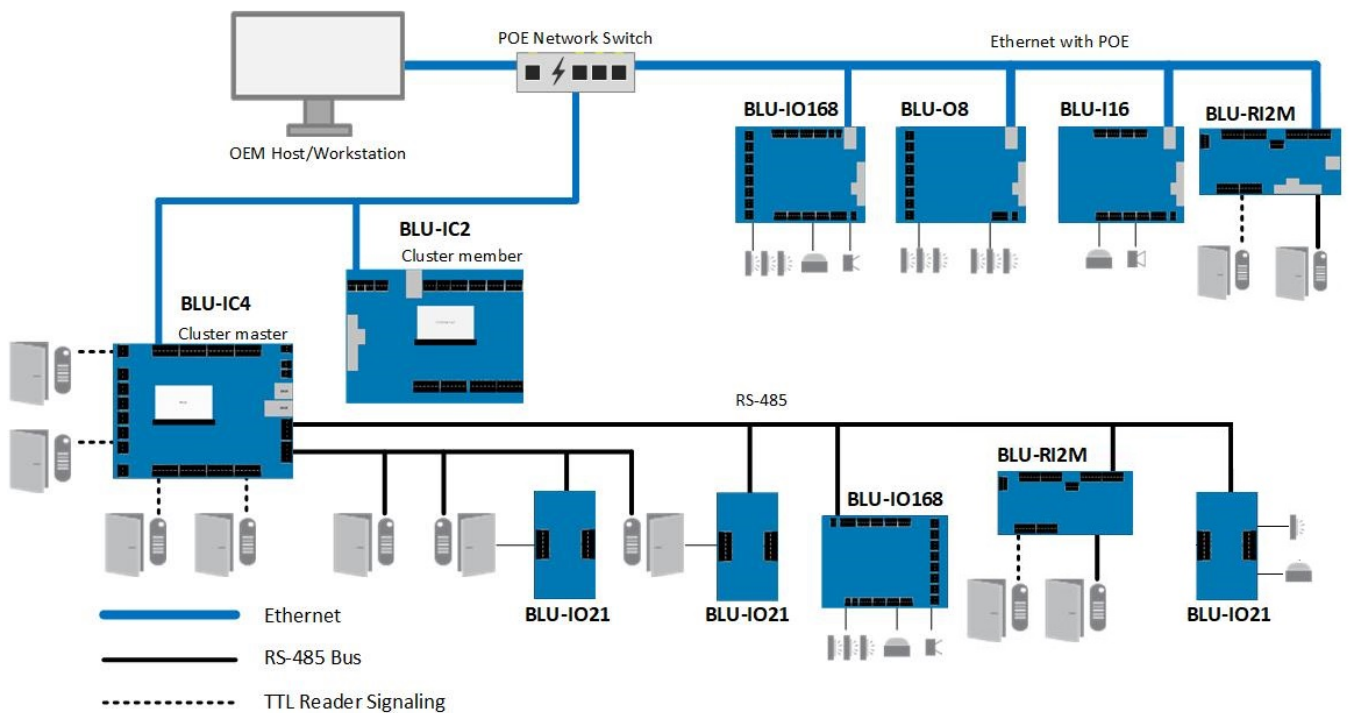 POE Network Switch
Ethernet with POE
OEM Host/Workstation
BLU-IO168
BLU-O8
BLU-I16
BLU-RI2M
BLU-IC2
Cluster member
BLU-IC4
Cluster master
RS-485
BLU-RI2M
BLU-IO168
BLU-IO21
BLU-IO21
BLU-IO21
Ethernet
RS-485 Bus
TTL Reader Signaling